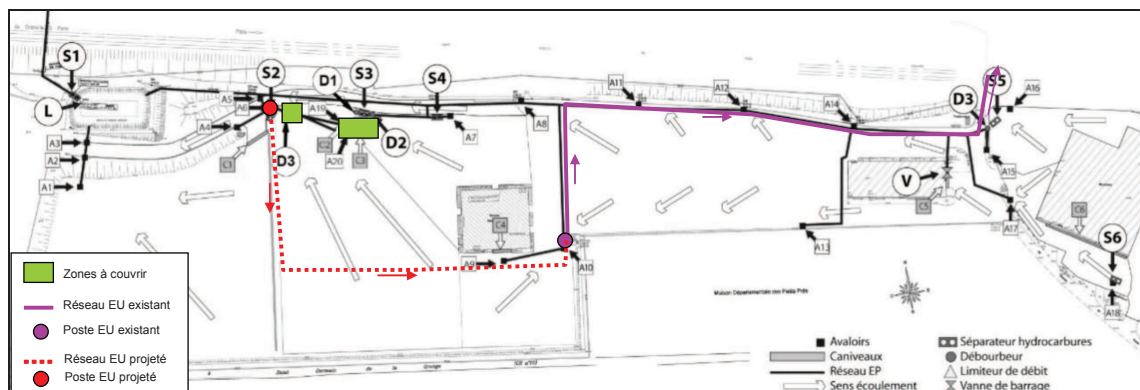 S1
S2
D1
S3
S4
A11
A12
S5
A16
L
A5
A6
A19
A14
D3
A4
A7
A8
A3
A2
C1
D3
C2
A20
C3
D2
A15
A1
V
C5
A17
C6
C4
S6
A9
A10
A13
A18
Maison Départementale des Petits Prés
Zones à couvrir
Réseau EU existant
Poste EU existant
Réseau EU projeté
Poste EU projeté
Avaloirs
Caniveaux
Réseau EP
Sens écoulement
Séparateur hydrocarbures
Débourbeur
Limiteur de débit
Vanne de barrage